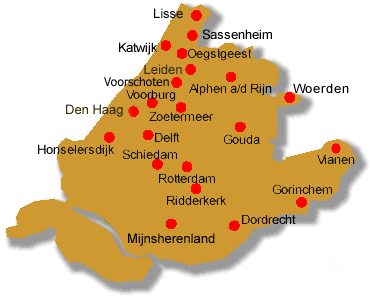 Lisse
Sassenheim
Katwijk
Oegstgeest
Leiden
Voorschoten
Alphen a/d Rijn
Woerden
Voorburg
Den Haag
Zoetermeer
Delft
Gouda
Honselersdijk
Schiedam
Vianen
Rotterdam
Gorinchem
Ridderkerk
Dordrecht
Mijnsherenland